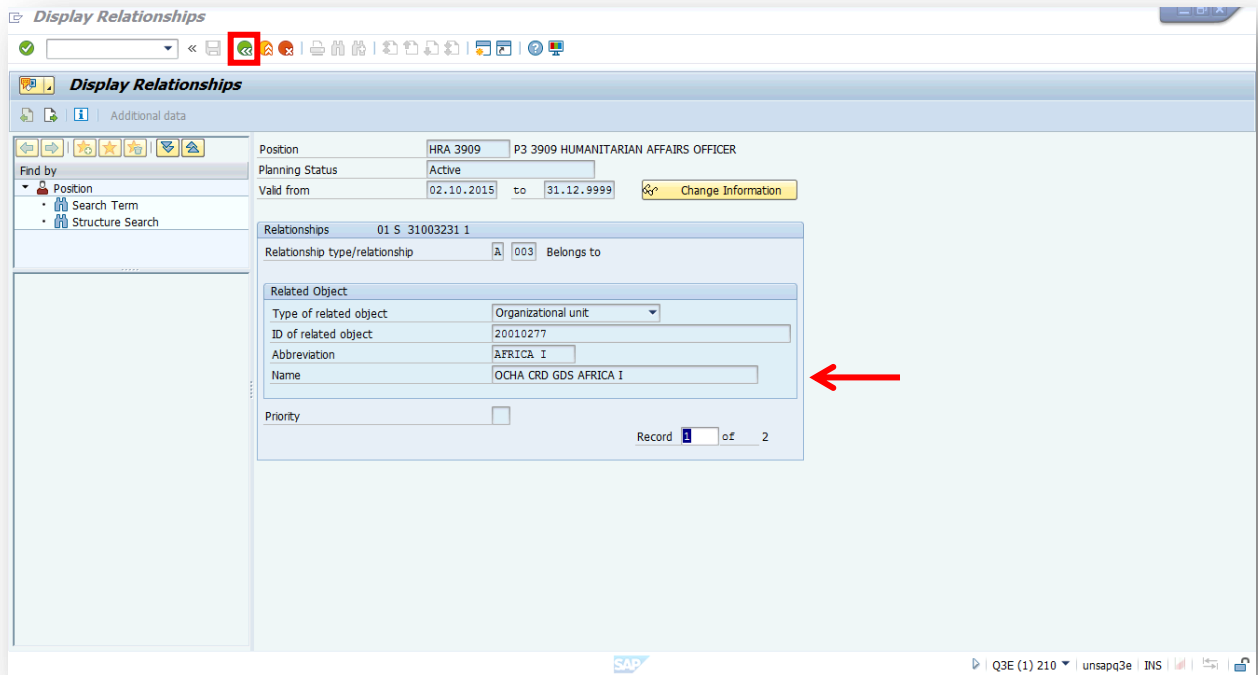 Display Relationships
Display Relationships
Additional data
Position HRA 3909 P3 3909 HUMANITARIAN AFFAIRS OFFICER
Find by
Planning Status Active
Position
Valid from 02.10.2015 to 31.12.9999 Change Information
Search Term
Structure Search
Relationships 01 S 31003231 1
Relationship type/relationship A 003 Belongs to
Related Object
Type of related object Organizational unit
ID of related object 20010277
Abbreviation AFRICA I
Name OCHA CRD GDS AFRICA I
Priority
Record 1 of 2
SAP
Q3E (1) 210 unsapq3e INS